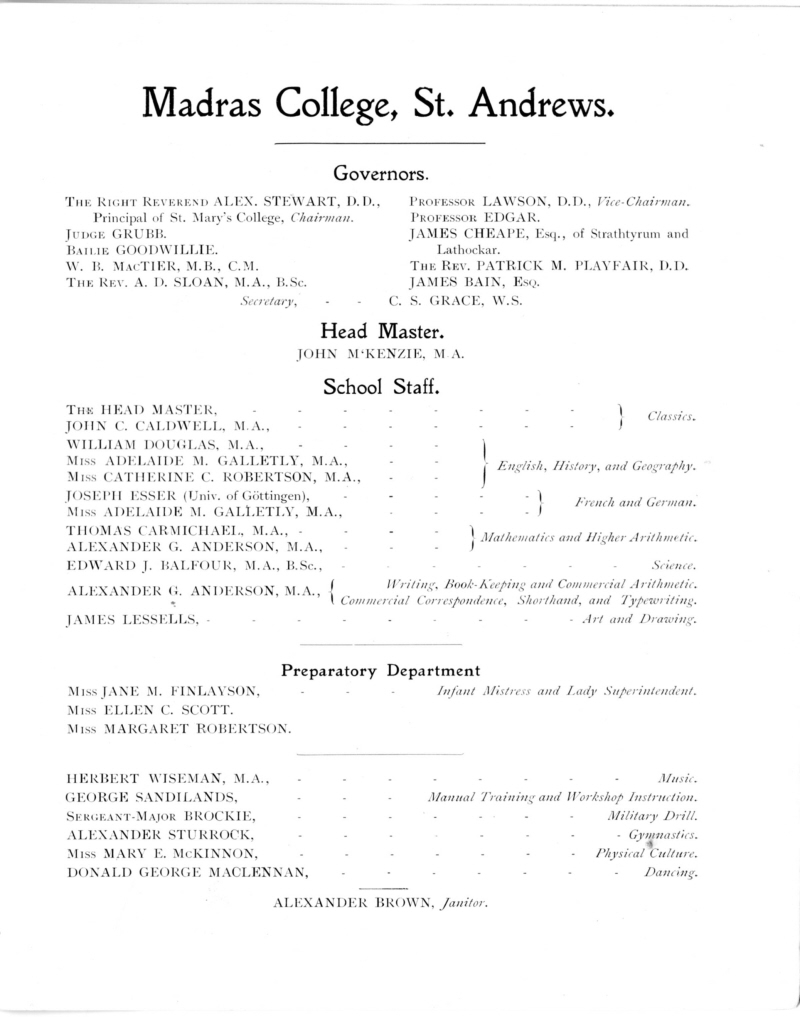 Madras College, St. Andrews.
Governors.
The Right Reverend ALEX. STEWART, D.D.,
Principal of St. Mary's College, Chairman.
Judge GRUBB.
Bailie GOODWILLIE.
W. B. MacTIER, M.B., C.M.
The Rev. A. D. SLOAN, M.A., B.Sc.
Professor LAWSON, D.D., Vice-Chairman.
Professor EDGAR.
JAMES CHEAPE, Esq., of Strathtyrum and
Lathockar.
The Rev. PATRICK M. PLAYFAIR, D.D.
JAMES BAIN, Esq.
Secretary, - - C. S. GRACE, W.S.
Head Master.
JOHN M'KENZIE, M.A.
School Staff.
The HEAD MASTER, - - - - - - - -
JOHN C. CALDWELL, M.A., - - - - - - - } Classics.
WILLIAM DOUGLAS, M.A., - - - -
Miss ADELAIDE M. GALLETLY, M.A., - -
Miss CATHERINE C. ROBERTSON, M.A., - - } English, History, and Geography.
JOSEPH ESSER (Univ. of Göttingen), - - - - -
Miss ADELAIDE M. GALLETLY, M.A., - - - - } French and German.
THOMAS CARMICHAEL, M.A., - - - -
ALEXANDER G. ANDERSON, M.A., - - - } Mathematics and Higher Arithmetic.
EDWARD J. BALFOUR, M.A., B.Sc., - - - - - - - Science.
ALEXANDER G. ANDERSON, M.A., { Writing, Book-Keeping and Commercial Arithmetic.
Commercial Correspondence, Shorthand, and Typewriting.
JAMES LESSELLS, - - - - - - - - - Art and Drawing.
Preparatory Department
Miss JANE M. FINLAYSON, - - - Infant Mistress and Lady Superintendent.
Miss ELLEN C. SCOTT.
Miss MARGARET ROBERTSON.
HERBERT WISEMAN, M.A., - - - - - - - - Music.
GEORGE SANDILANDS, - - - Manual Training and Workshop Instruction.
Sergeant-Major BROCKIE, - - - - - - - Military Drill.
ALEXANDER STURROCK, - - - - - - - - Gymnastics.
Miss MARY E. McKINNON, - - - - - - - Physical Culture.
DONALD GEORGE MACLENNAN, - - - - - - - Dancing.
ALEXANDER BROWN, Janitor.